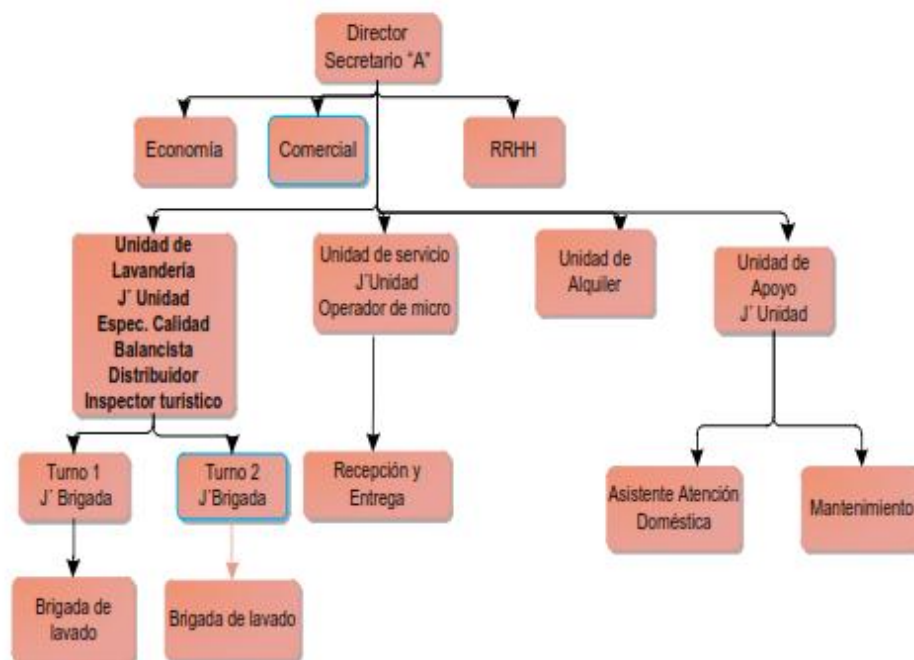 Director
Secretario "A"
Economía
Comercial
RRHH
Unidad de
Lavandería
J´ Unidad
Espec. Calidad
Balancista
Distribuidor
Inspector turistico
Unidad de servicio
J´Unidad
Operador de micro
Unidad de
Alquiler
Unidad de
Apoyo
J´ Unidad
Turno 1
J´ Brigada
Turno 2
J´Brigada
Recepción y
Entrega
Asistente Atención
Doméstica
Mantenimiento
Brigada de
lavado
Brigada de lavado